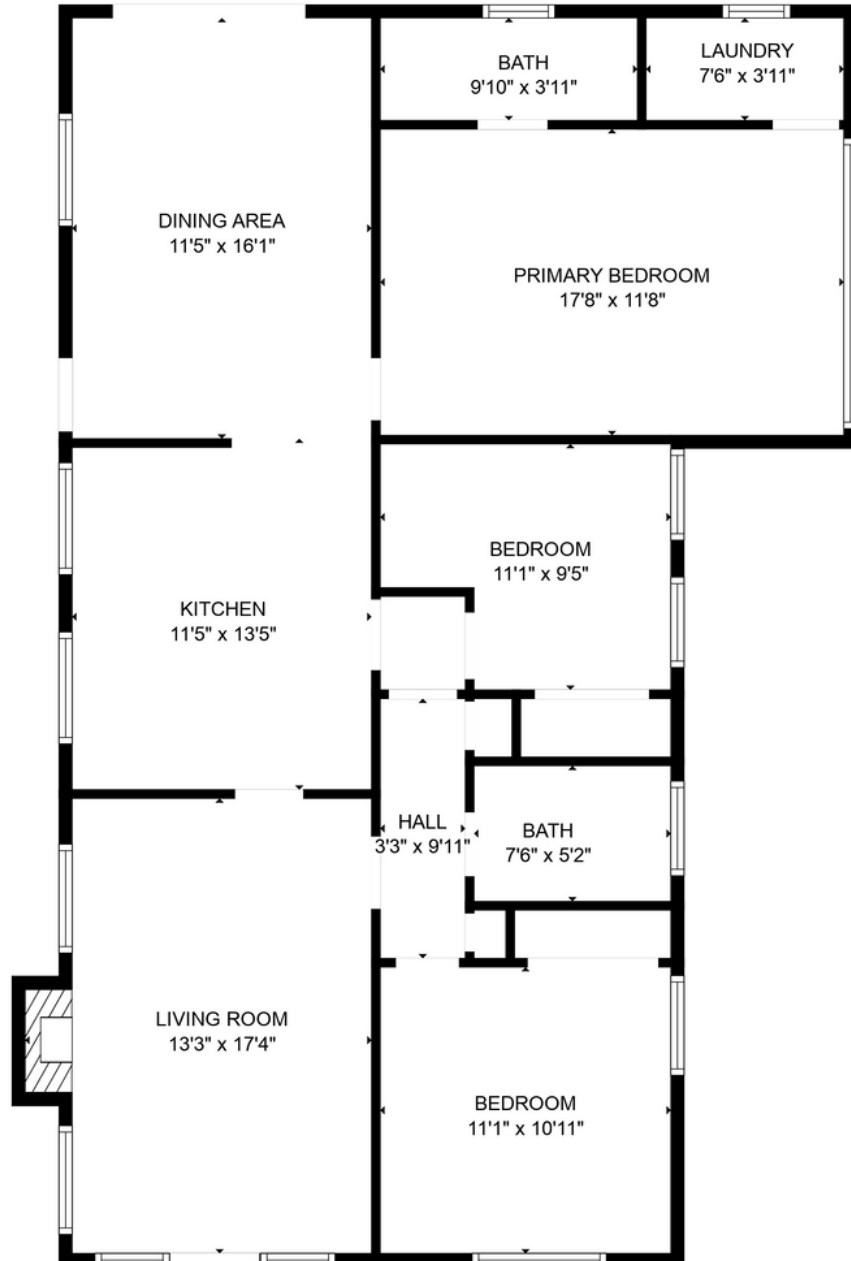 BATH
9'10" x 3'11"
LAUNDRY
7'6" x 3'11"
DINING AREA
11'5" x 16'1"
PRIMARY BEDROOM
17'8" x 11'8"
BEDROOM
11'1" x 9'5"
KITCHEN
11'5" x 13'5"
HALL
3'3" x 9'11"
BATH
7'6" x 5'2"
LIVING ROOM
13'3" x 17'4"
BEDROOM
11'1" x 10'11"